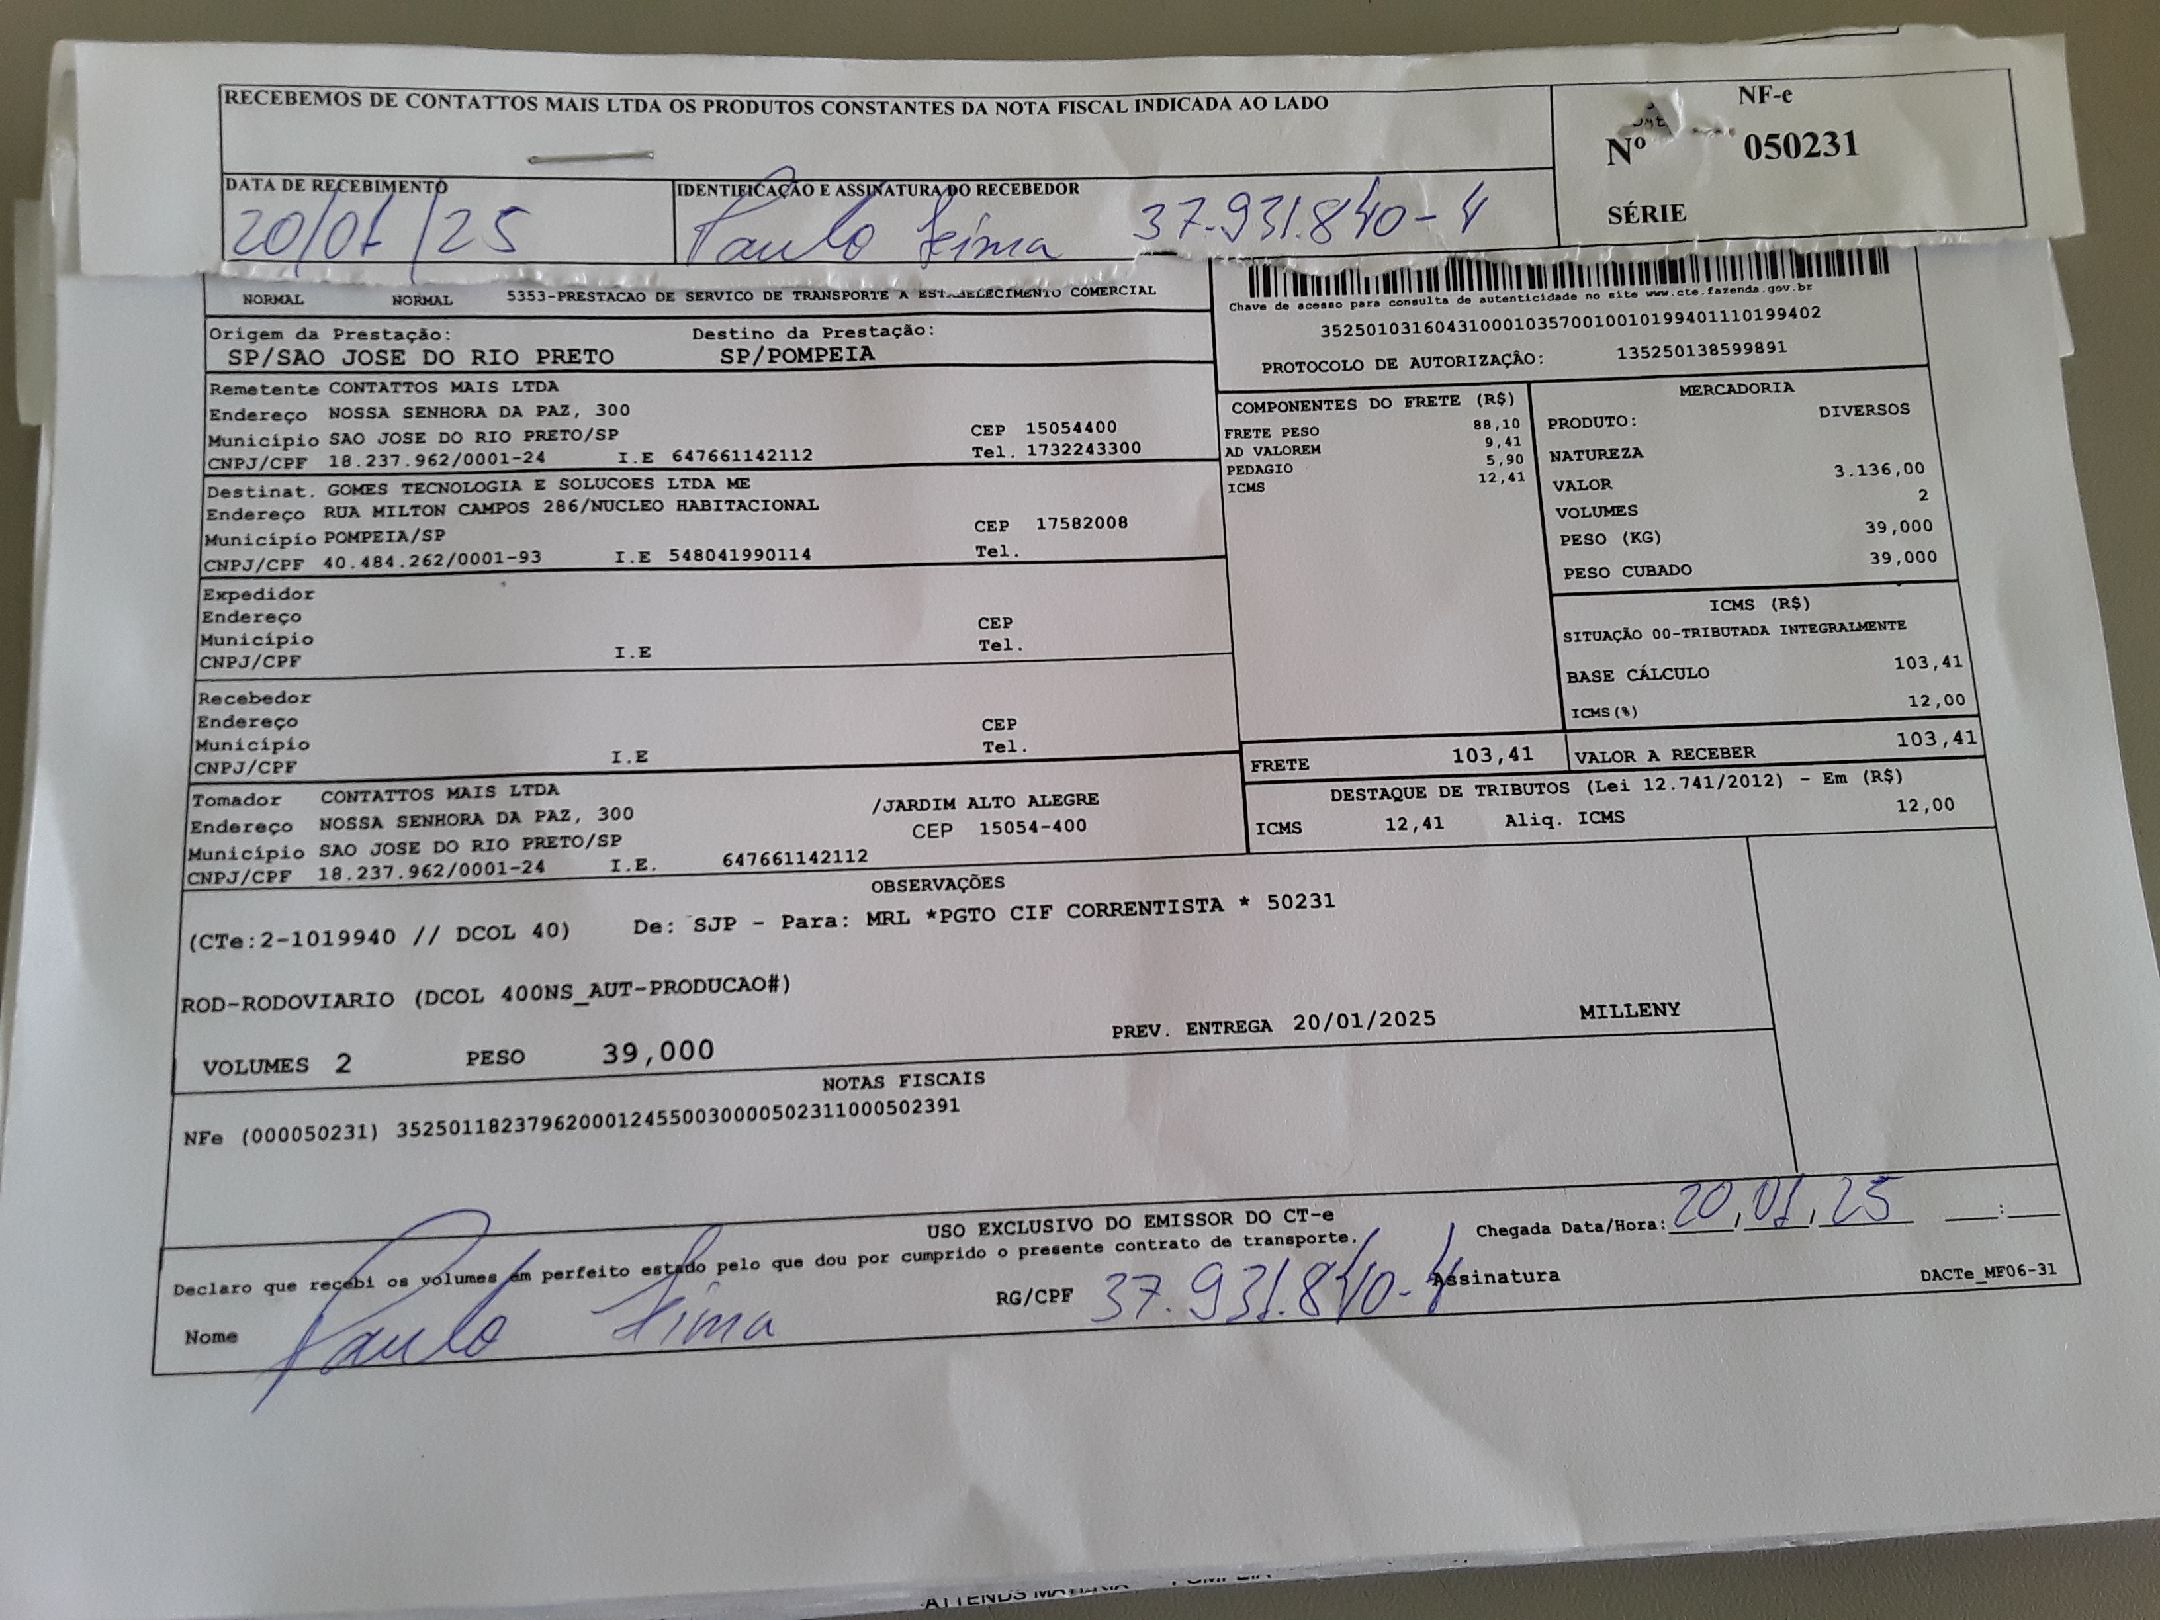 RECEBEMOS DE CONTATTOS MAIS LTDA OS PRODUTOS CONSTANTES DA NOTA FISCAL INDICADA AO LADO
NF-e
Nº 050231
SÉRIE
DATA DE RECEBIMENTO
20/01/25
IDENTIFICAÇÃO E ASSINATURA DO RECEBEDOR
Paulo Lima 37.931.840-4
NORMAL NORMAL 5353-PRESTACAO DE SERVICO DE TRANSPORTE A ESTABELECIMENTO COMERCIAL
Chave de acesso para consulta de autenticidade no site www.cte.fazenda.gov.br
35250103160431000103570010010199401110199402
PROTOCOLO DE AUTORIZAÇÃO: 135250138599891
Origem da Prestação: Destino da Prestação:
SP/SAO JOSE DO RIO PRETO SP/POMPEIA
Remetente CONTATTOS MAIS LTDA
Endereço NOSSA SENHORA DA PAZ, 300
Município SAO JOSE DO RIO PRETO/SP CEP 15054400
CNPJ/CPF 18.237.962/0001-24 I.E 647661142112 Tel. 1732243300
Destinat. GOMES TECNOLOGIA E SOLUCOES LTDA ME
Endereço RUA MILTON CAMPOS 286/NUCLEO HABITACIONAL
Município POMPEIA/SP CEP 17582008
CNPJ/CPF 40.484.262/0001-93 I.E 548041990114 Tel.
Expedidor
Endereço
Município CEP
CNPJ/CPF I.E Tel.
Recebedor
Endereço
Município CEP
CNPJ/CPF I.E Tel.
Tomador CONTATTOS MAIS LTDA
Endereço NOSSA SENHORA DA PAZ, 300 /JARDIM ALTO ALEGRE
Município SAO JOSE DO RIO PRETO/SP CEP 15054-400
CNPJ/CPF 18.237.962/0001-24 I.E. 647661142112
COMPONENTES DO FRETE (R$)
FRETE PESO 88,10
AD VALOREM 9,41
PEDAGIO 5,90
ICMS 12,41
MERCADORIA
PRODUTO: DIVERSOS
NATUREZA
VALOR 3.136,00
VOLUMES 2
PESO (KG) 39,000
PESO CUBADO 39,000
ICMS (R$)
SITUAÇÃO 00-TRIBUTADA INTEGRALMENTE
BASE CÁLCULO 103,41
ICMS(%) 12,00
FRETE 103,41 VALOR A RECEBER 103,41
DESTAQUE DE TRIBUTOS (Lei 12.741/2012) - Em (R$)
ICMS 12,41 Aliq. ICMS 12,00
OBSERVAÇÕES
(CTe:2-1019940 // DCOL 40) De: SJP - Para: MRL *PGTO CIF CORRENTISTA * 50231
ROD-RODOVIARIO (DCOL 400NS_AUT-PRODUCAO#)
VOLUMES 2 PESO 39,000 PREV. ENTREGA 20/01/2025 MILLENY
NOTAS FISCAIS
NFe (000050231) 35250118237962000124550030000502311000502391
USO EXCLUSIVO DO EMISSOR DO CT-e
Chegada Data/Hora: 20,01,25 :
Declaro que recebi os volumes em perfeito estado pelo que dou por cumprido o presente contrato de transporte.
Nome Paulo Lima RG/CPF 37.931.840-4 Assinatura
DACTe_MF06-31